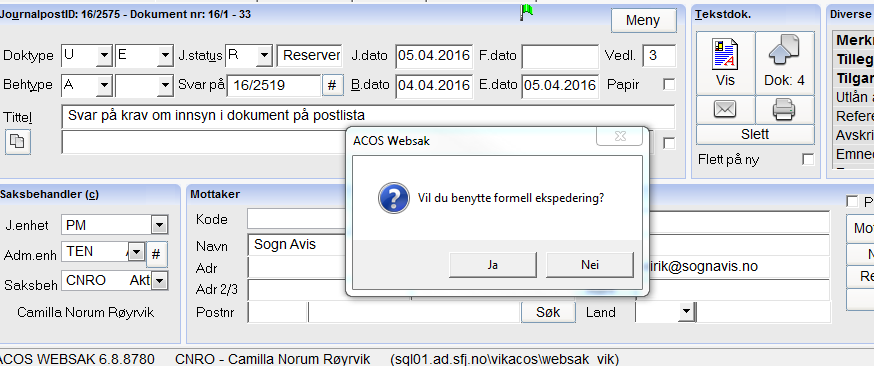 JournalpostID: 16/2575 - Dokument nr: 16/1 - 33
Meny
Doktype U E J.status R Reserver J.dato 05.04.2016 F.dato Vedl. 3
Behtype A Svar på 16/2519 # B.dato 04.04.2016 E.dato 05.04.2016 Papir
Tittel Svar på krav om innsyn i dokument på postlista
Tekstdok.
Vis Dok: 4
Slett
Flett på ny
Diverse
Merkn
Tilleg
Tilgar
Utlån a
Refere
Avskri
Emned
ACOS Websak
Vil du benytte formell ekspedering?
Ja Nei
Saksbehandler (c)
J.enhet PM
Adm.enh TEN #
Saksbeh CNRO Akt
Camilla Norum Røyrvik
Mottaker
Kode
Navn Sogn Avis
Adr irik@sognavis.no
Adr 2/3
Postnr Søk Land
P
Mot
N
Re
ACOS WEBSAK 6.8.8780 CNRO - Camilla Norum Røyrvik (sql01.ad.sfj.no\vikacos\websak_vik)